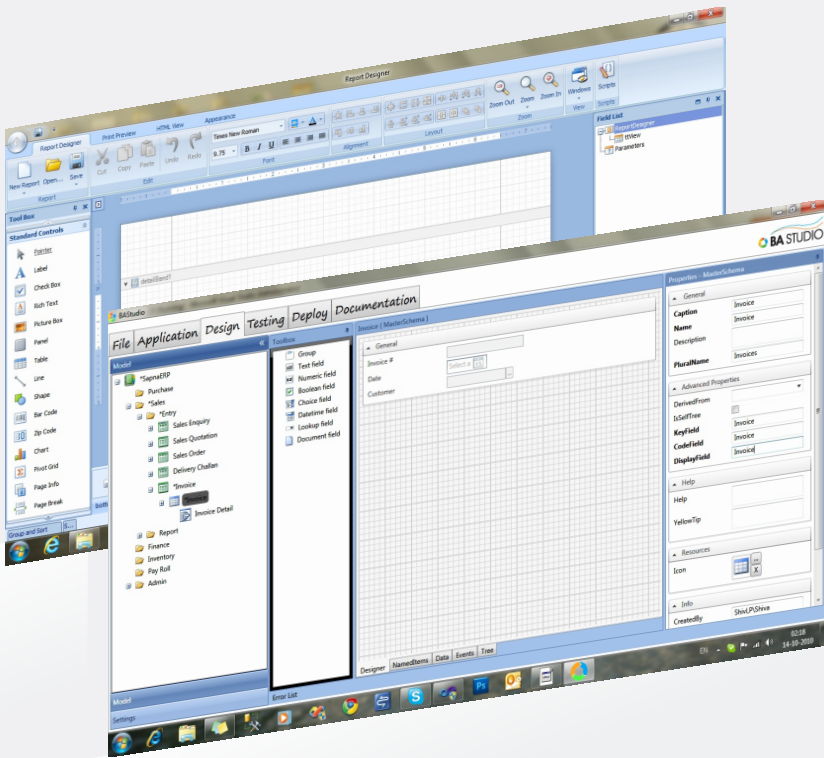 Report Designer
Report Designer
Print Preview
HTML View
Appearance
New Report
Open...
Save
Report
Cut
Copy
Paste
Undo
Redo
Edit
Times New Roman
9.75
B I U
Font
Alignment
Layout
Zoom Out
Zoom
Zoom In
Zoom
Windows
View
Scripts
Scripts
Tool Box
Standard Controls
Pointer
Label
Check Box
Rich Text
Picture Box
Panel
Table
Line
Shape
Bar Code
Zip Code
Chart
Pivot Grid
Page Info
Page Break
Group and Sort
S...
detailBand1
Field List
ReportDesigner
ttView
Parameters
BAStudio
BA STUDIO
File
Application
Design
Testing
Deploy
Documentation
Model
*SapnaERP
Purchase
*Sales
*Entry
Sales Enquiry
Sales Quotation
Sales Order
Delivery Challan
*Invoice
*Invoice
Invoice Detail
Report
Finance
Inventory
Pay Roll
Admin
Model
Settings
Toolbox
Group
Text field
Numeric field
Boolean field
Choice field
Datetime field
Lookup field
Document field
Error List
Invoice ( MasterSchema )
General
Invoice #
Date
Select a
Customer
Designer
NamedItems
Data
Events
Tree
Properties - MasterSchema
General
Caption
Invoice
Name
Invoice
Description
PluralName
Invoices
Advanced Properties
DerivedFrom
IsSelfTree
KeyField
Invoice
CodeField
Invoice
DisplayField
Invoice
Help
Help
YellowTip
Resources
Icon
...
X
Info
CreatedBy
ShivLP\Shiva
EN
02:18
14-10-2010